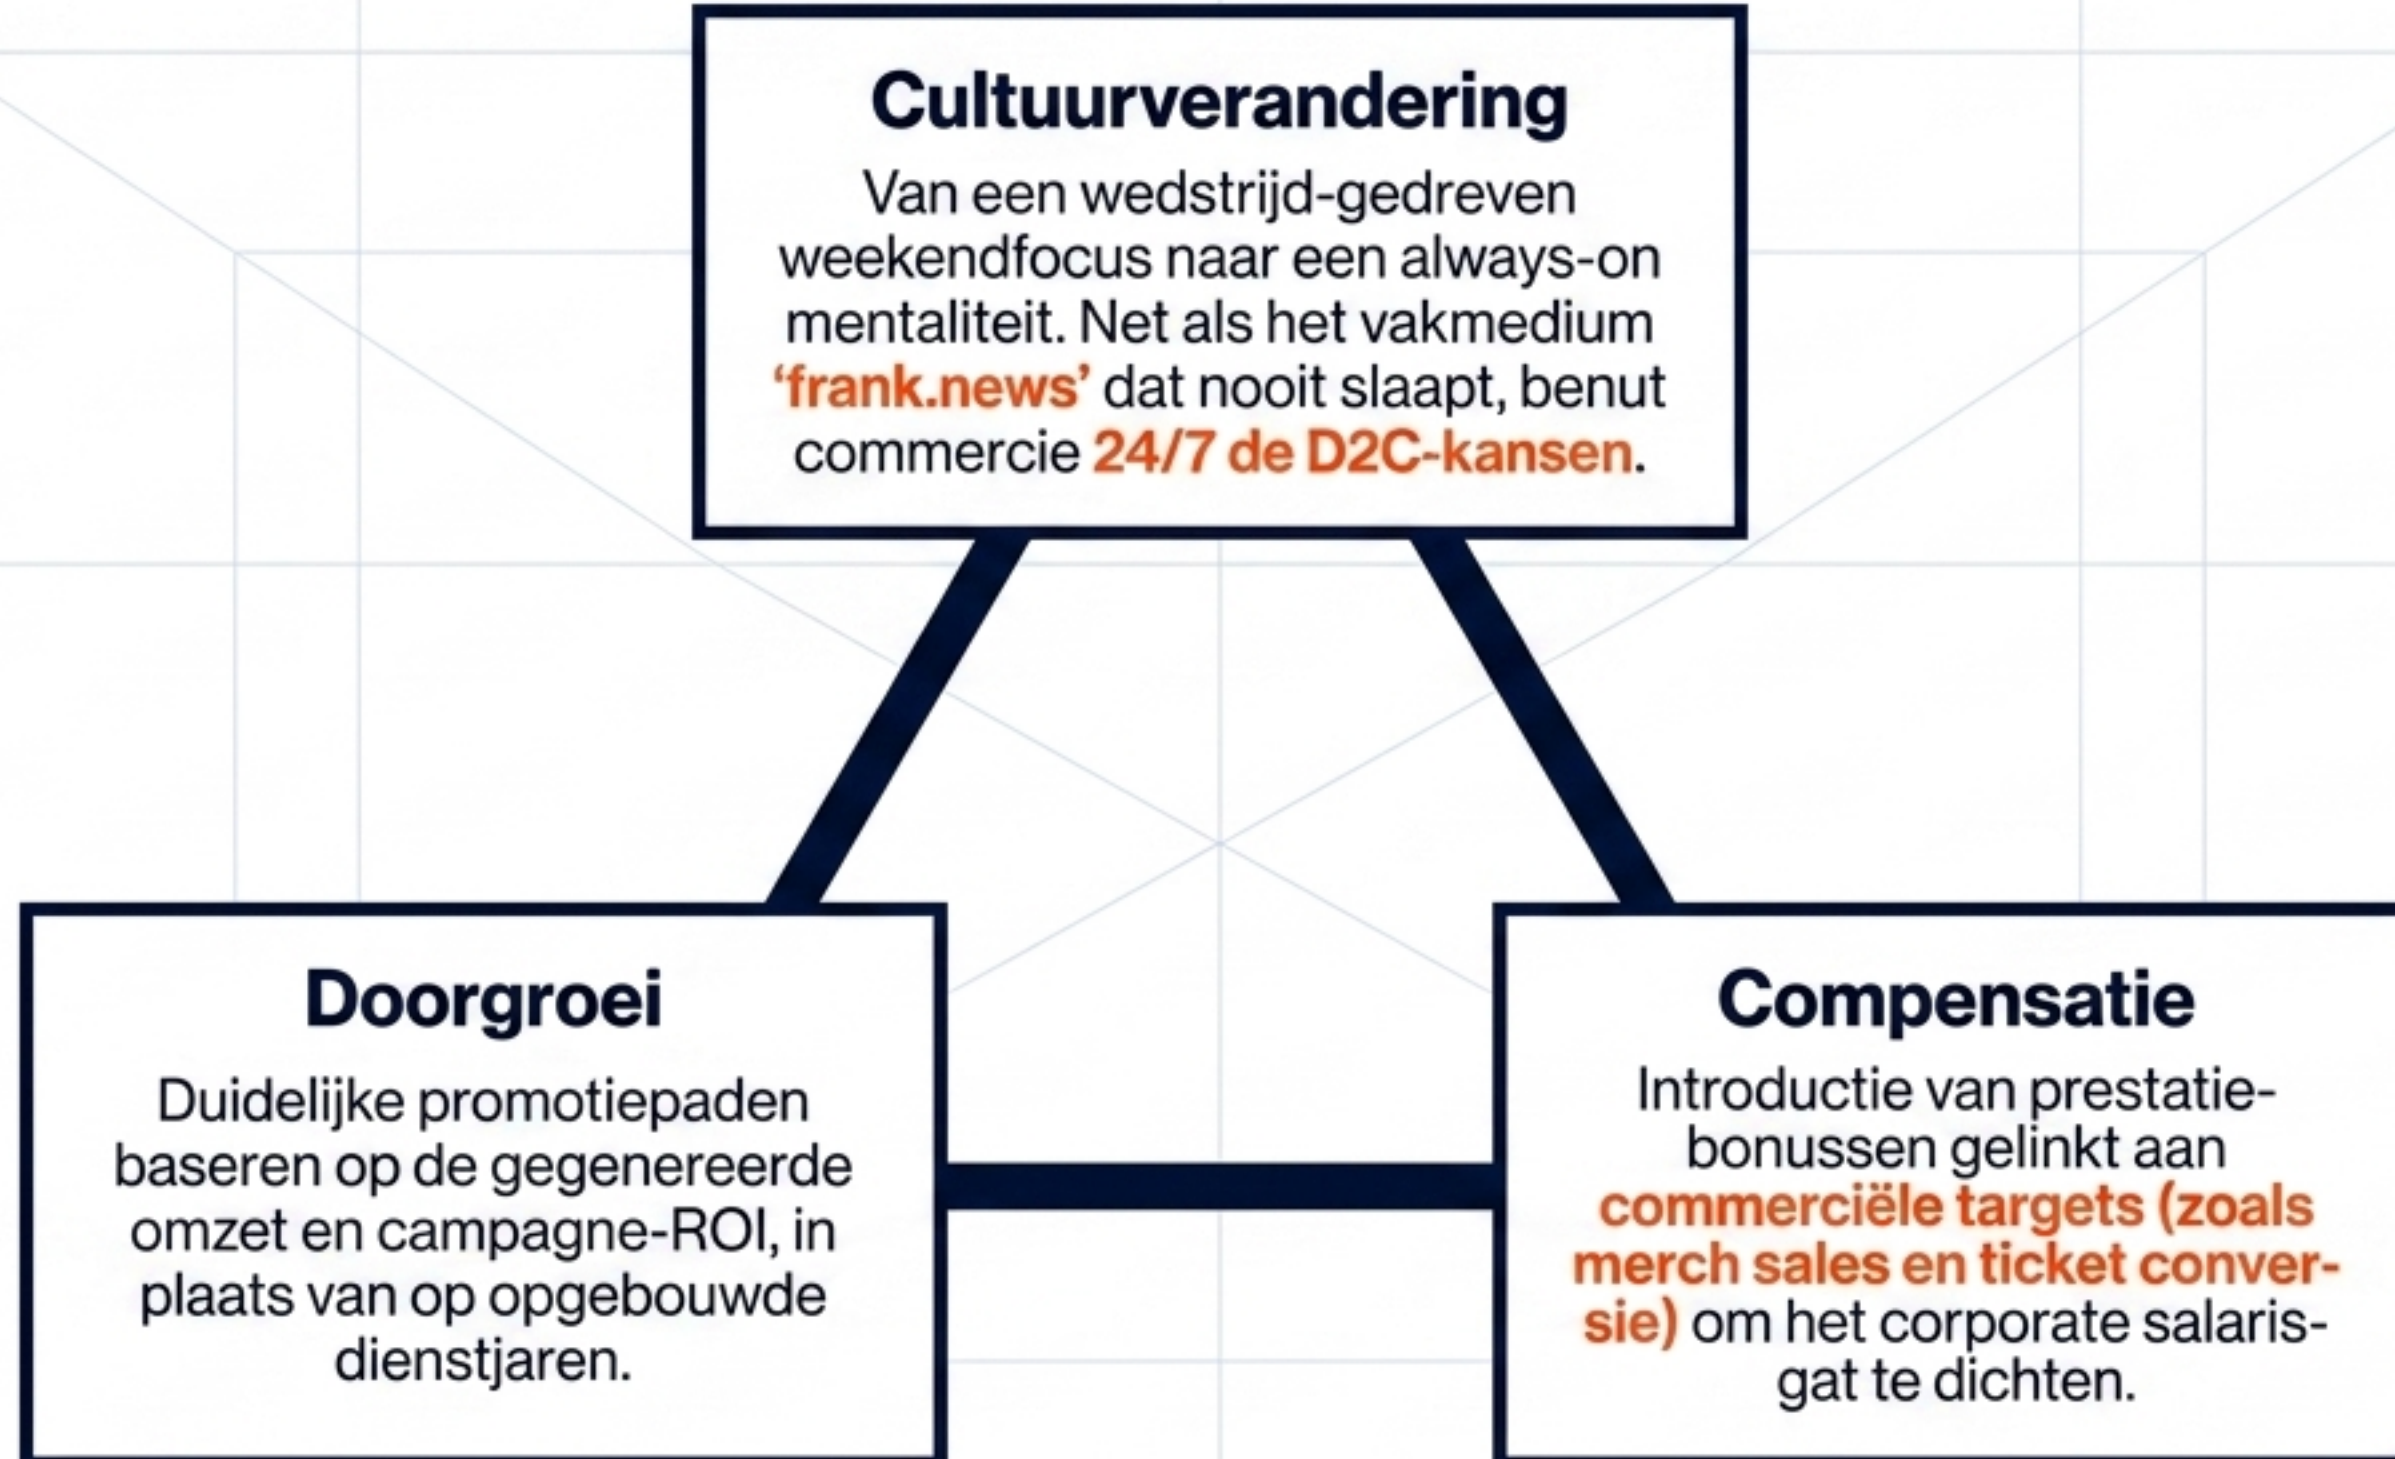 Cultuurverandering
Van een wedstrijd-gedreven
weekendfocus naar een always-on
mentaliteit. Net als het vakmedium
‘frank.news’ dat nooit slaapt, benut
commercie 24/7 de D2C-kansen.
Doorgroei
Duidelijke promotiepaden
baseren op de gegenereerde
omzet en campagne-ROI, in
plaats van op opgebouwde
dienstjaren.
Compensatie
Introductie van prestatie-
bonussen gelinkt aan
commerciële targets (zoals
merch sales en ticket conver-
sie) om het corporate salaris-
gat te dichten.